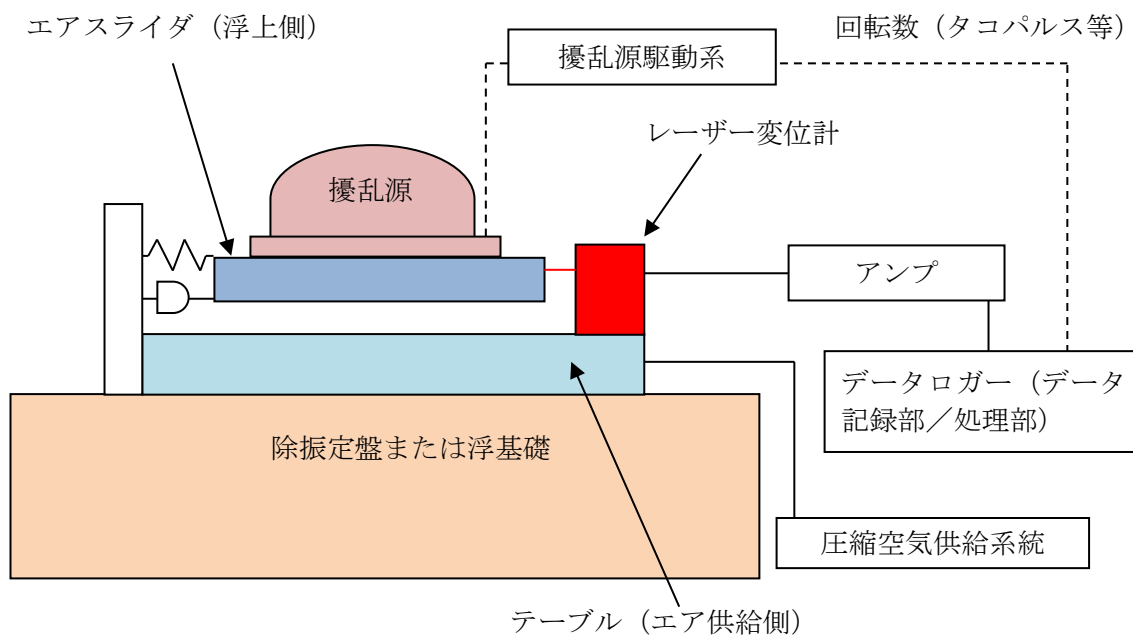 エアスライダ（浮上側）
擾乱源駆動系
回転数（タコパルス等）
レーザー変位計
擾乱源
アンプ
データロガー（データ
記録部／処理部）
除振定盤または浮基礎
圧縮空気供給系統
テーブル（エア供給側）